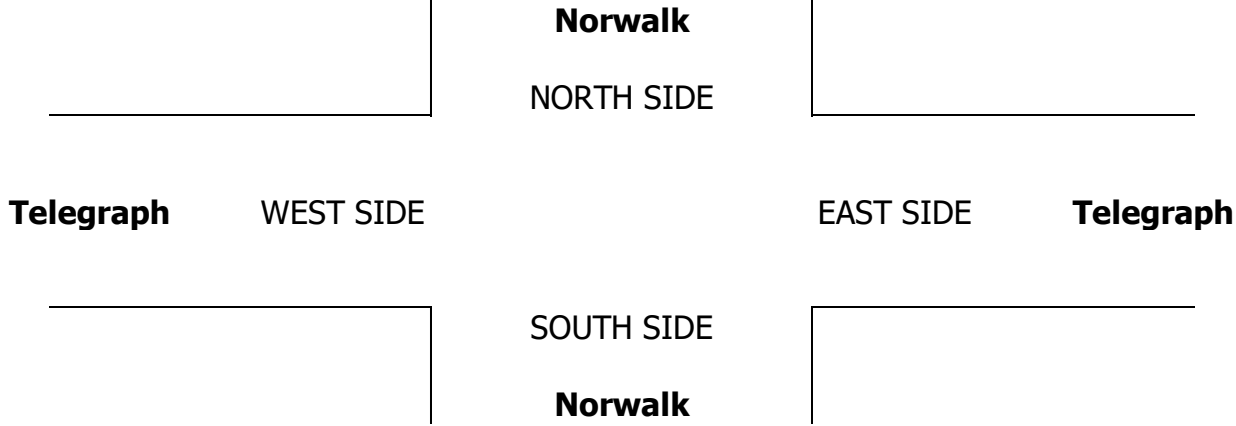 Norwalk
NORTH SIDE
Telegraph WEST SIDE EAST SIDE Telegraph
SOUTH SIDE
Norwalk